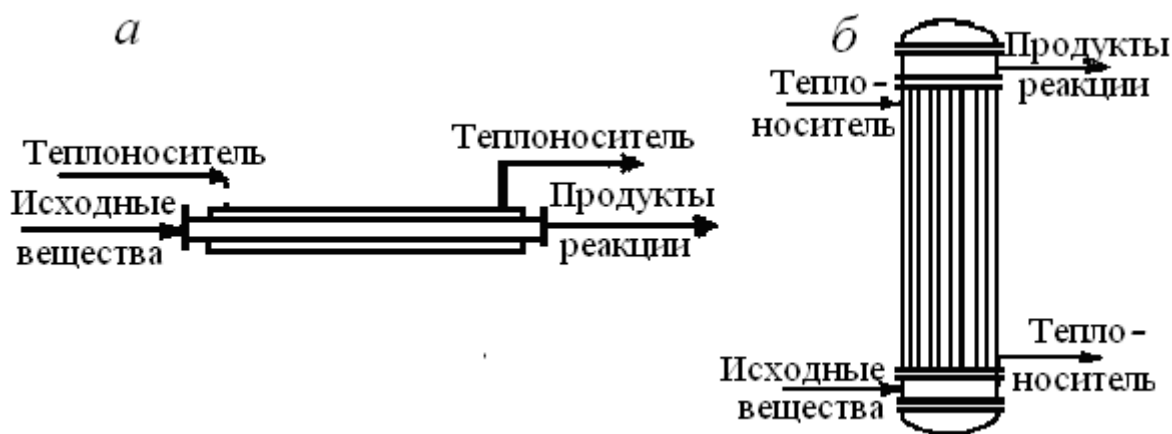 а
Теплоноситель
Теплоноситель
Исходные
вещества
Продукты
реакции
б
Продукты
реакции
Тепло-
носитель
Тепло-
носитель
Исходные
вещества